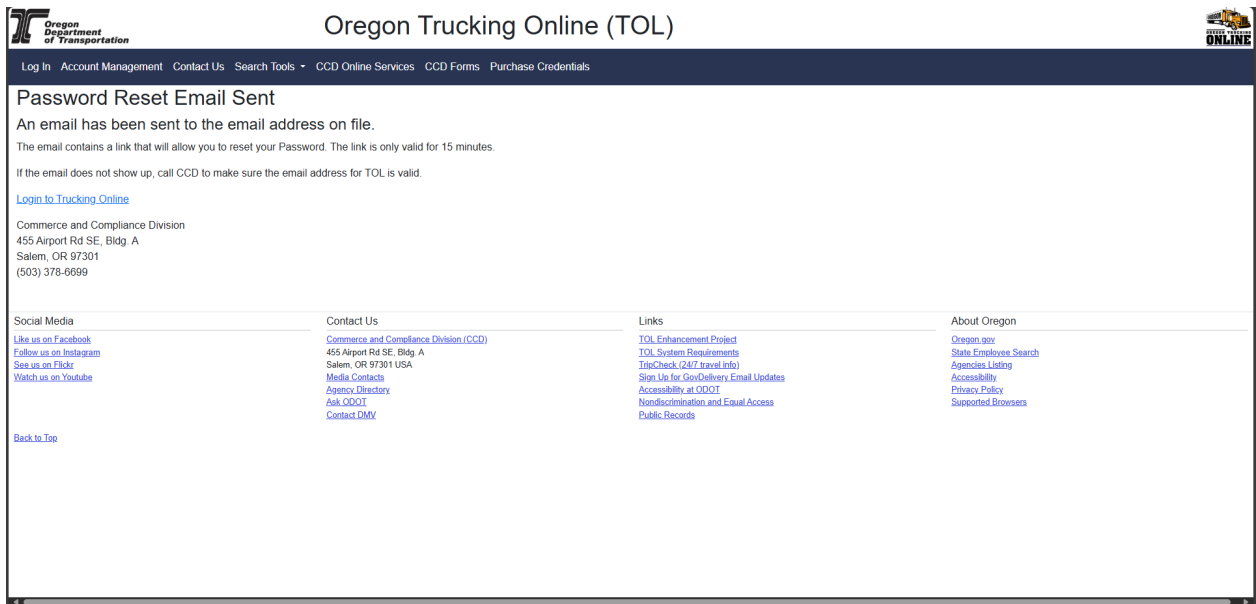 Oregon
Department
of Transportation
Oregon Trucking Online (TOL)
OREGON TRUCKING
ONLINE
Log In Account Management Contact Us Search Tools CCD Online Services CCD Forms Purchase Credentials
Password Reset Email Sent
An email has been sent to the email address on file.
The email contains a link that will allow you to reset your Password. The link is only valid for 15 minutes.
If the email does not show up, call CCD to make sure the email address for TOL is valid.
Login to Trucking Online
Commerce and Compliance Division
455 Airport Rd SE, Bldg. A
Salem, OR 97301
(503) 378-6699
Social Media
Like us on Facebook
Follow us on Instagram
See us on Flickr
Watch us on Youtube
Contact Us
Commerce and Compliance Division (CCD)
455 Airport Rd SE, Bldg. A
Salem, OR 97301 USA
Media Contacts
Agency Directory
Ask ODOT
Contact DMV
Links
TOL Enhancement Project
TOL System Requirements
TripCheck (24/7 travel info)
Sign Up for GovDelivery Email Updates
Accessibility at ODOT
Nondiscrimination and Equal Access
Public Records
About Oregon
Oregon.gov
State Employee Search
Agencies Listing
Accessibility
Privacy Policy
Supported Browsers
Back to Top